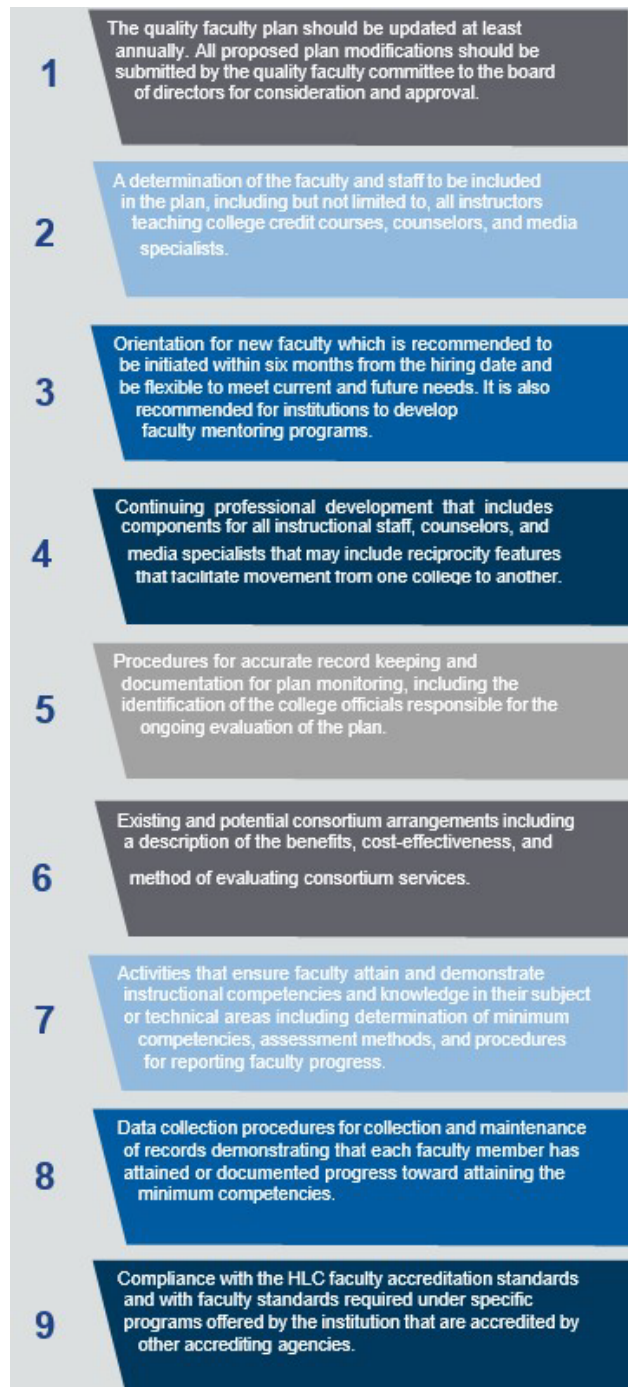 1
The quality faculty plan should be updated at least
annually. All proposed plan modifications should be
submitted by the quality faculty committee to the board
of directors for consideration and approval.
2
A determination of the faculty and staff to be included
in the plan, including but not limited to, all instructors
teaching college credit courses, counselors, and media
specialists.
3
Orientation for new faculty which is recommended to
be initiated within six months from the hiring date and
be flexible to meet current and future needs. It is also
recommended for institutions to develop
faculty mentoring programs.
4
Continuing professional development that includes
components for all instructional staff, counselors, and
media specialists that may include reciprocity features
that facilitate movement from one college to another.
5
Procedures for accurate record keeping and
documentation for plan monitoring, including the
identification of the college officials responsible for the
ongoing evaluation of the plan.
6
Existing and potential consortium arrangements including
a description of the benefits, cost-effectiveness, and
method of evaluating consortium services.
7
Activities that ensure faculty attain and demonstrate
instructional competencies and knowledge in their subject
or technical areas including determination of minimum
competencies, assessment methods, and procedures
for reporting faculty progress.
8
Data collection procedures for collection and maintenance
of records demonstrating that each faculty member has
attained or documented progress toward attaining the
minimum competencies.
9
Compliance with the HLC faculty accreditation standards
and with faculty standards required under specific
programs offered by the institution that are accredited by
other accrediting agencies.